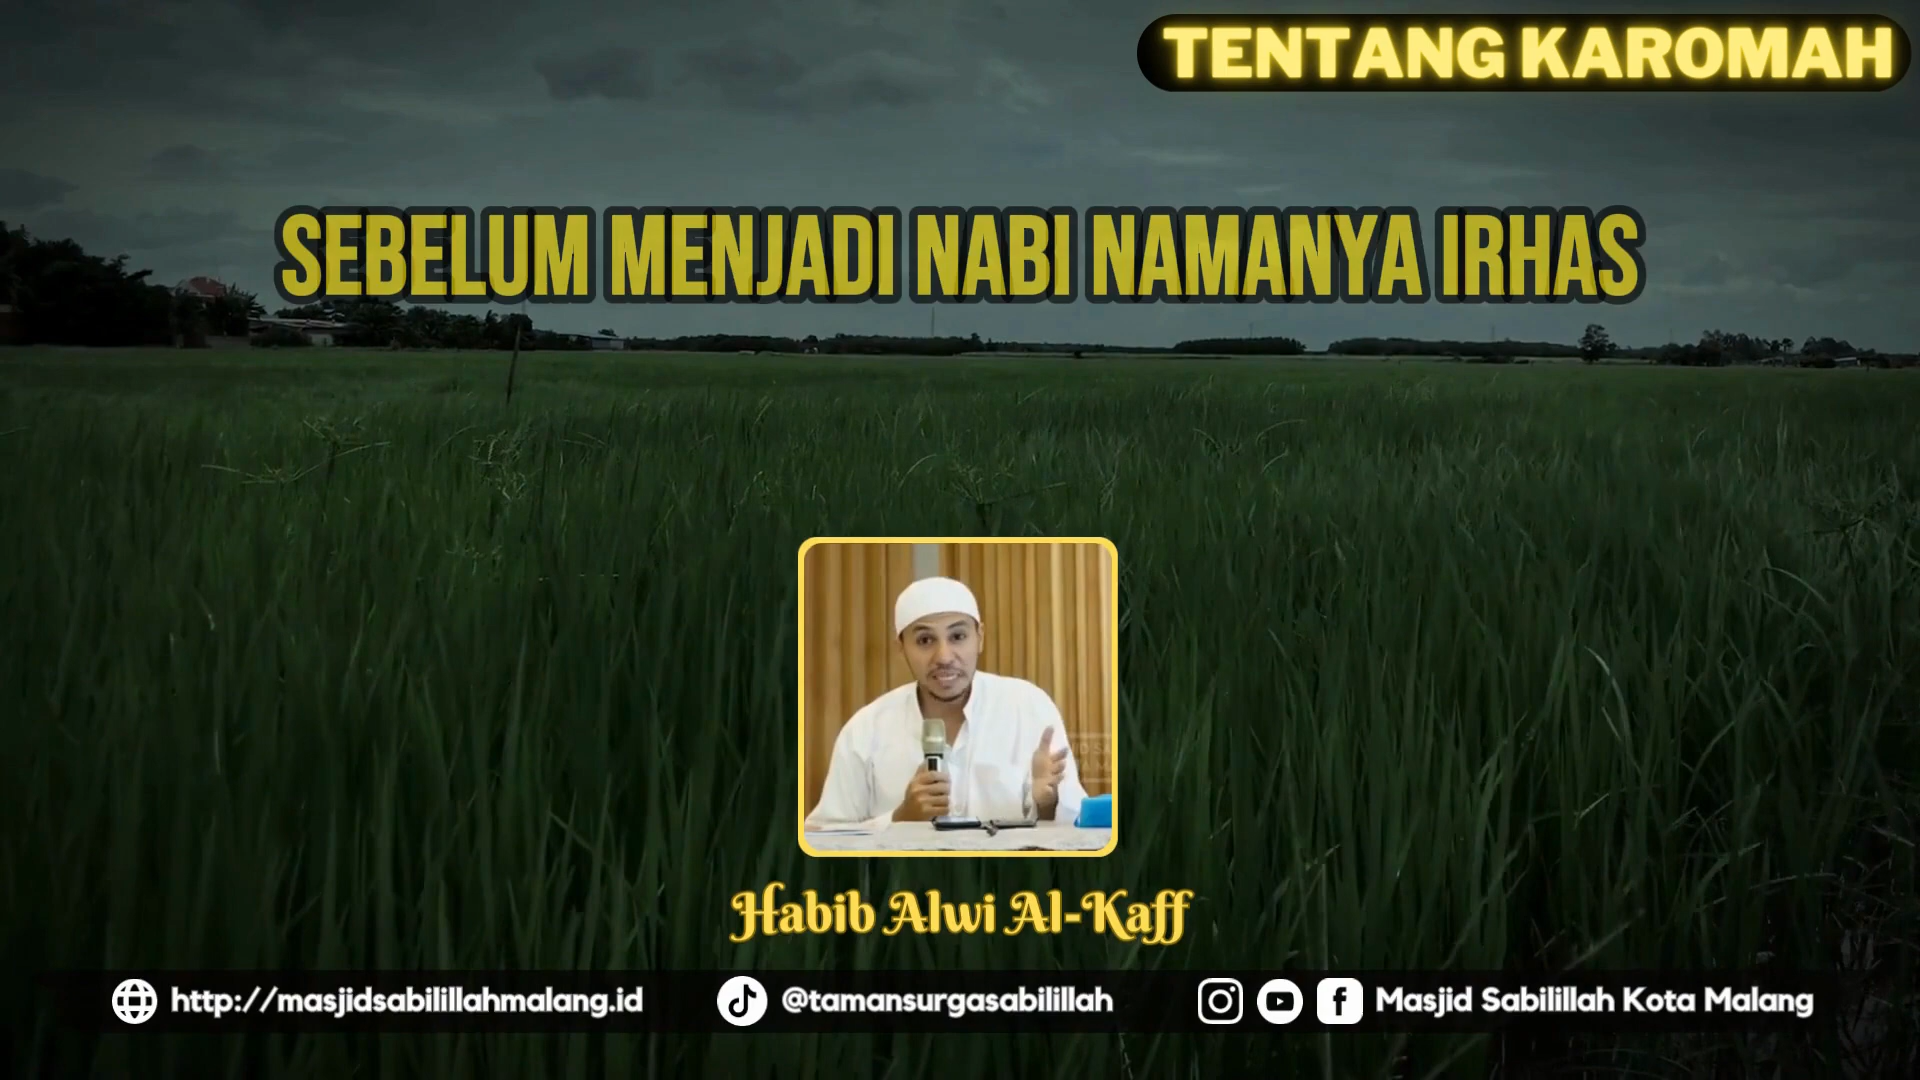 TENTANG KAROMAH
SEBELUM MENJADI NABI NAMANYA IRHAS
Habib Alwi Al-Kaff
http://masjidsabilillahmalang.id
@tamansurgasabilillah
Masjid Sabilillah Kota Malang